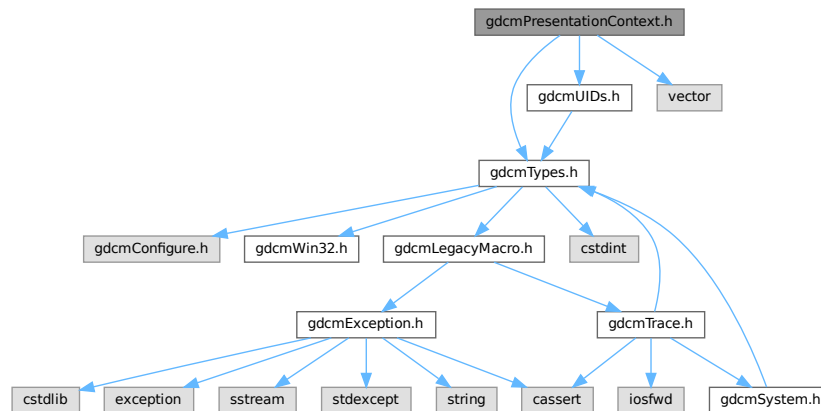 gdcmPresentationContext.h
gdcmUIDs.h
vector
gdcmTypes.h
gdcmConfigure.h
gdcmWin32.h
gdcmLegacyMacro.h
cstdint
gdcmException.h
gdcmTrace.h
cstdlib
exception
sstream
stdexcept
string
cassert
iosfwd
gdcmSystem.h